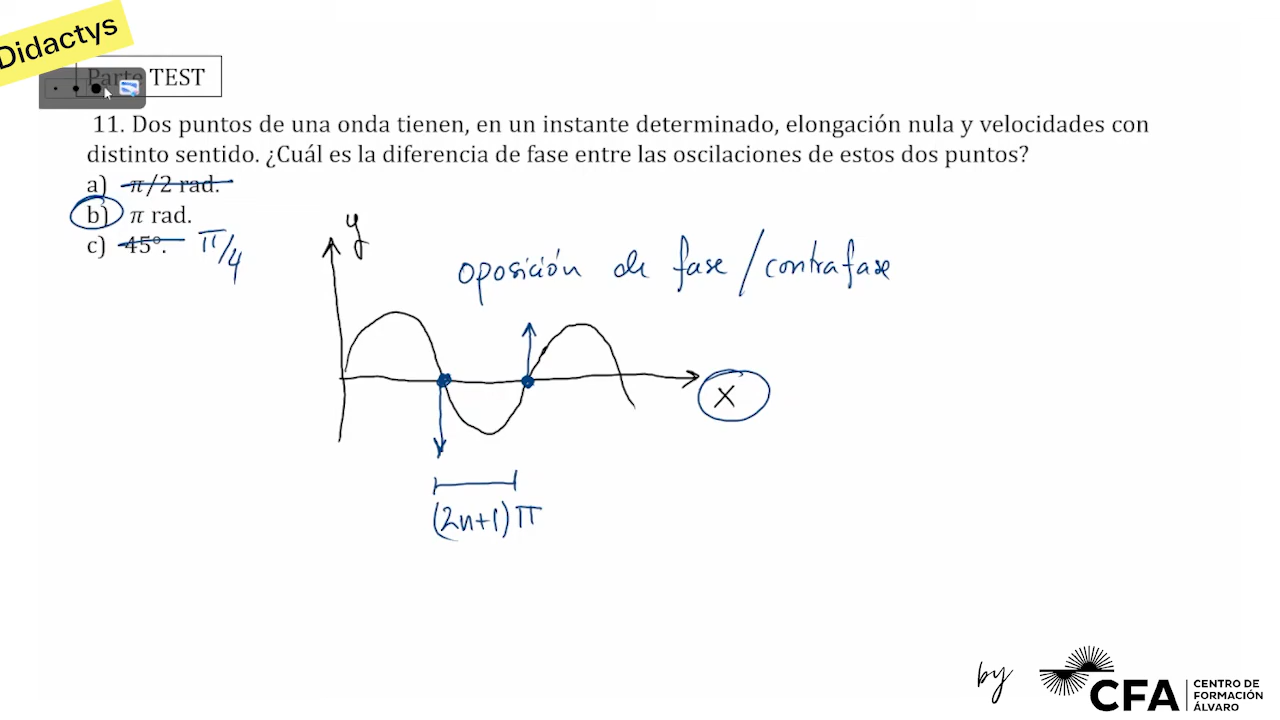 Didactys
Parte TEST
11. Dos puntos de una onda tienen, en un instante determinado, elongación nula y velocidades con
distinto sentido. ¿Cuál es la diferencia de fase entre las oscilaciones de estos dos puntos?
a) π/2 rad.
b) π rad.
c) 45º. π/4
y
oposición de fase / contrafase
x
(2n+1)π
by
CFA
CENTRO DE
FORMACIÓN
ÁLVARO